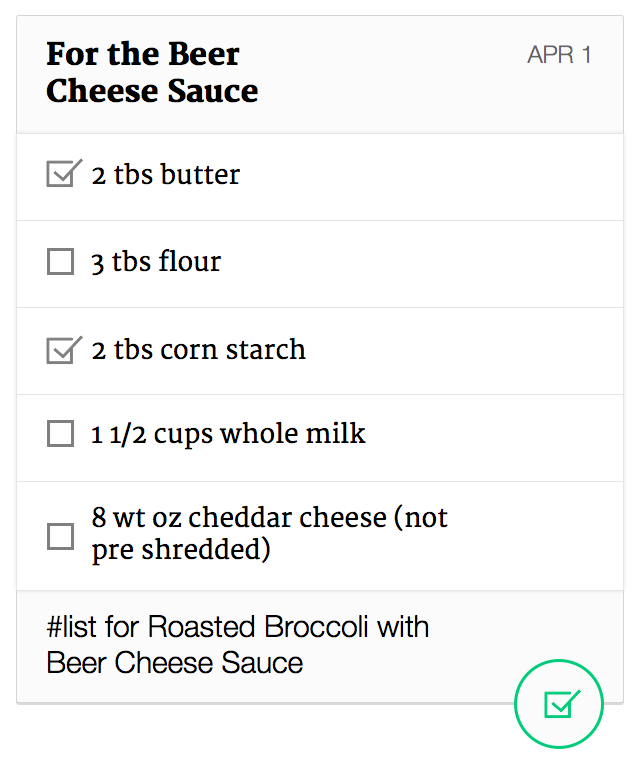 For the Beer
Cheese Sauce
APR 1
2 tbs butter
3 tbs flour
2 tbs corn starch
1 1/2 cups whole milk
8 wt oz cheddar cheese (not
pre shredded)
#list for Roasted Broccoli with
Beer Cheese Sauce